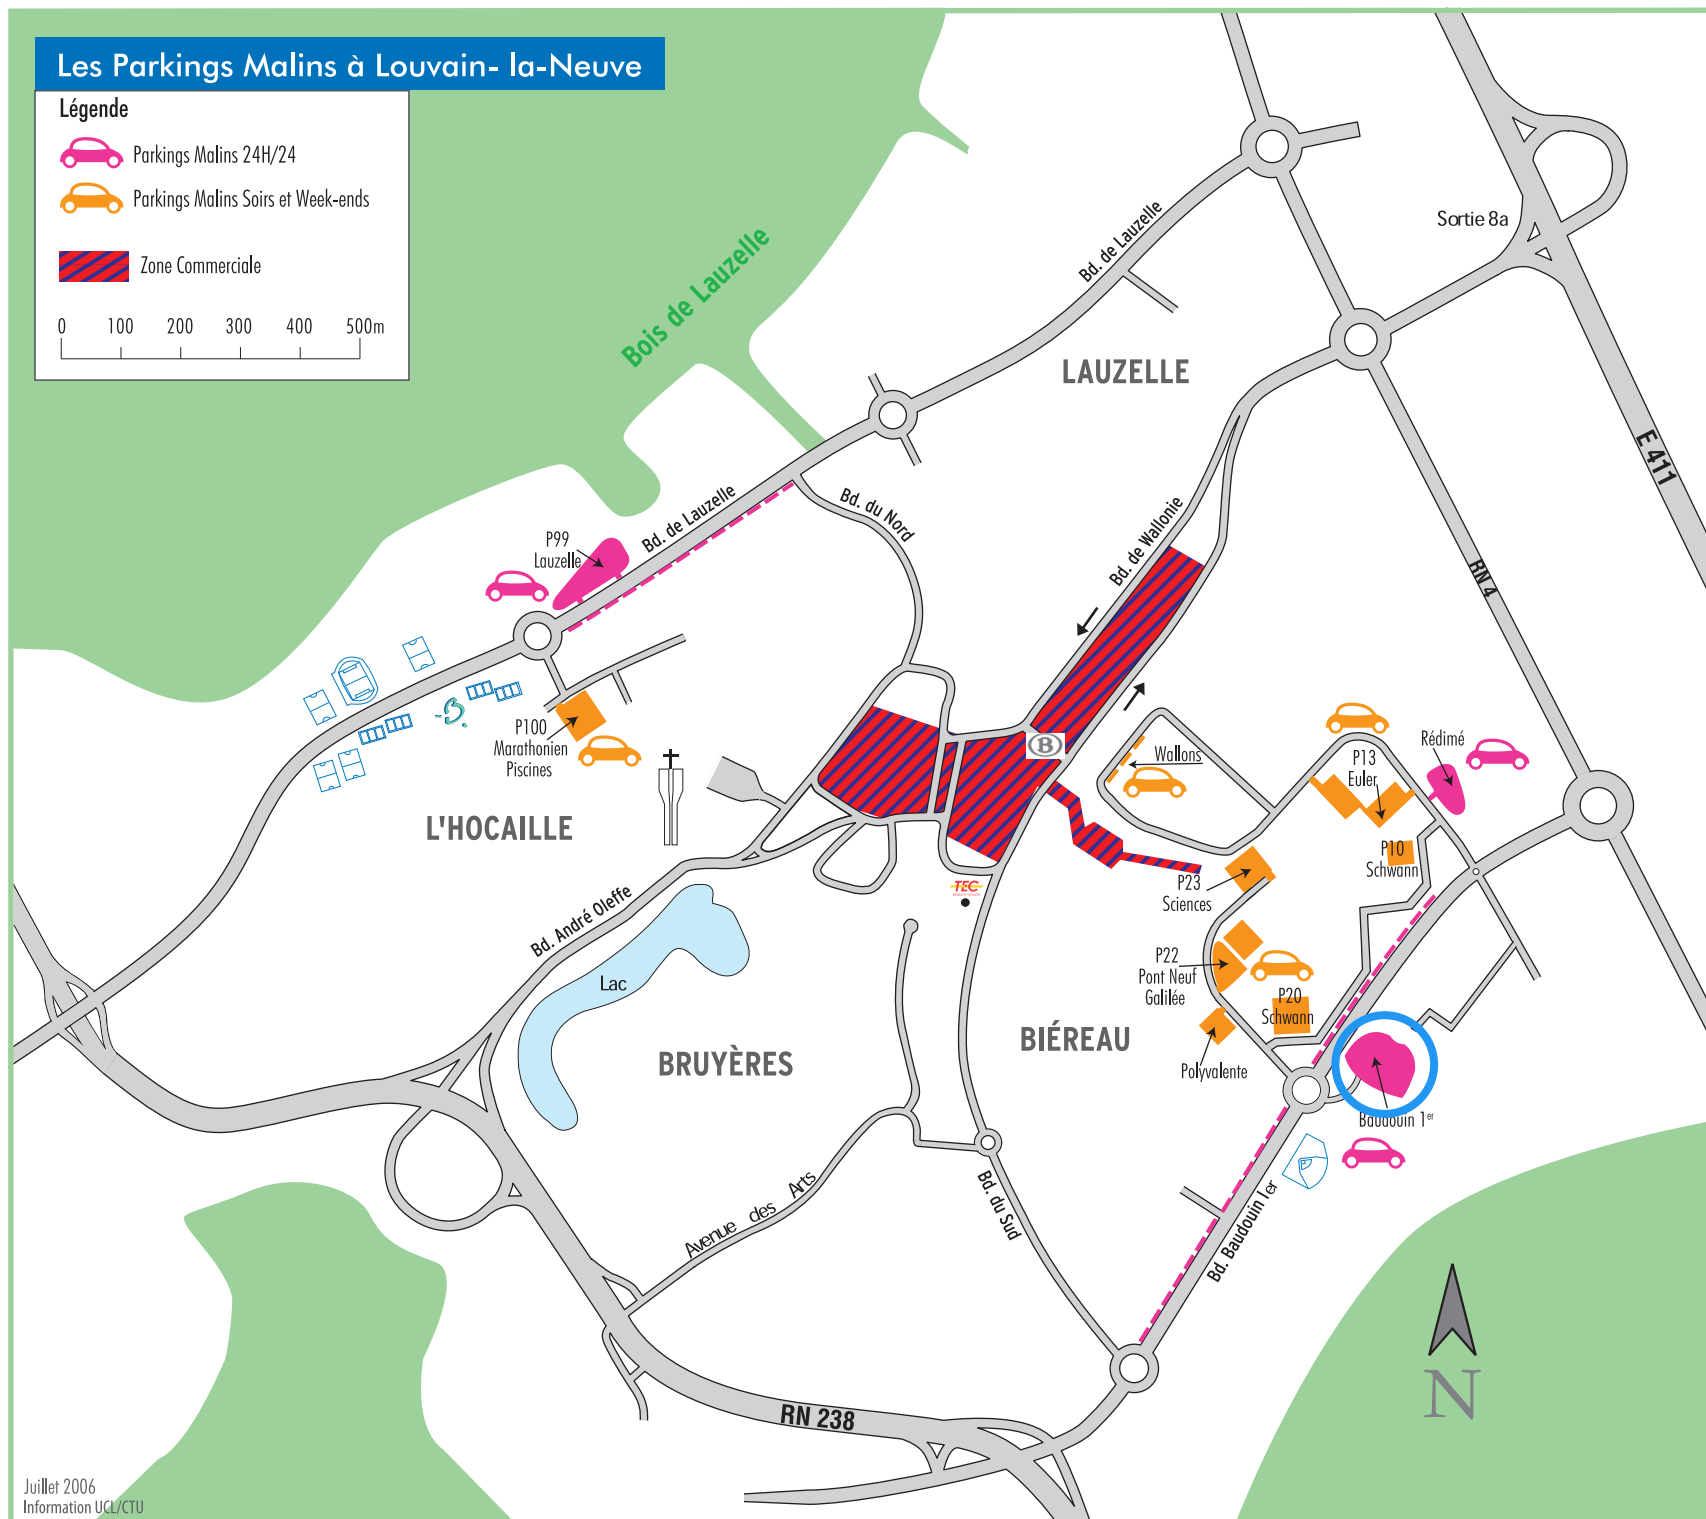 Les Parkings Malins à Louvain- la-Neuve
Légende
Parkings Malins 24H/24
Parkings Malins Soirs et Week-ends
Zone Commerciale
0 100 200 300 400 500m
Sortie 8a
Bd. de Lauzelle
Bois de Lauzelle
LAUZELLE
E 411
Bd. de Lauzelle
Bd. du Nord
Bd. de Wallonie
RN 4
P99
Lauzelle
P100
Marathonien
Piscines
B
Wallons
P13
Euler
Rédimé
L'HOCAILLE
P10
Schwann
P23
Sciences
TEC
Bd. André Oleffe
Lac
P22
Pont Neuf
Galilée
P20
Schwann
BIÉREAU
BRUYÈRES
Polyvalente
Baudouin 1er
Avenue des Arts
Bd. du Sud
Bd. Baudouin Ier
RN 238
N
Juillet 2006
Information UCL/CTU